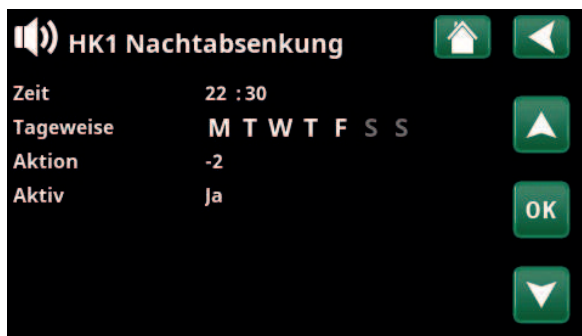 HK1 Nachtabsenkung
Zeit 22 :30
Tageweise M T W T F S S
Aktion -2
Aktiv Ja
OK